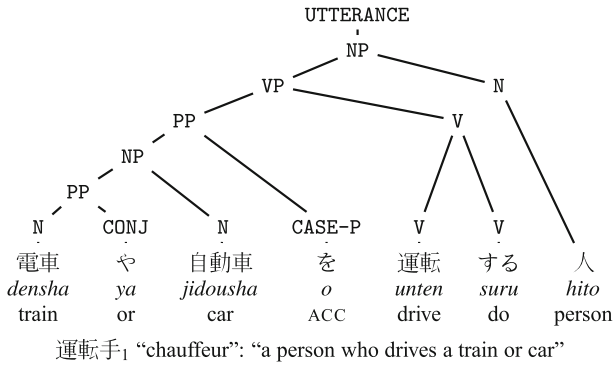 UTTERANCE
NP
VP N
PP V
NP
PP
N CONJ N CASE-P V V
電車 や 自動車 を 運転 する 人
densha ya jidousha o unten suru hito
train or car ACC drive do person
運転手1 “chauffeur”: “a person who drives a train or car”